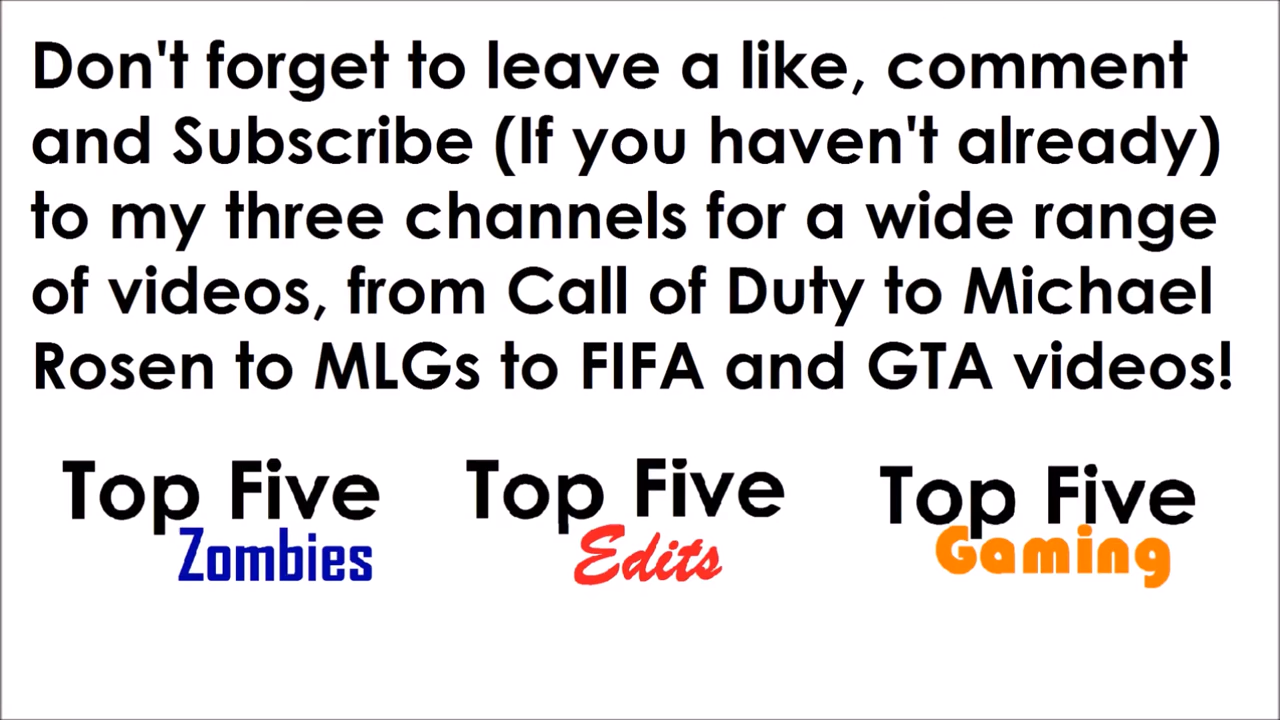 Don't forget to leave a like, comment
and Subscribe (If you haven't already)
to my three channels for a wide range
of videos, from Call of Duty to Michael
Rosen to MLGs to FIFA and GTA videos!
Top Five
Zombies
Top Five
Edits
Top Five
Gaming